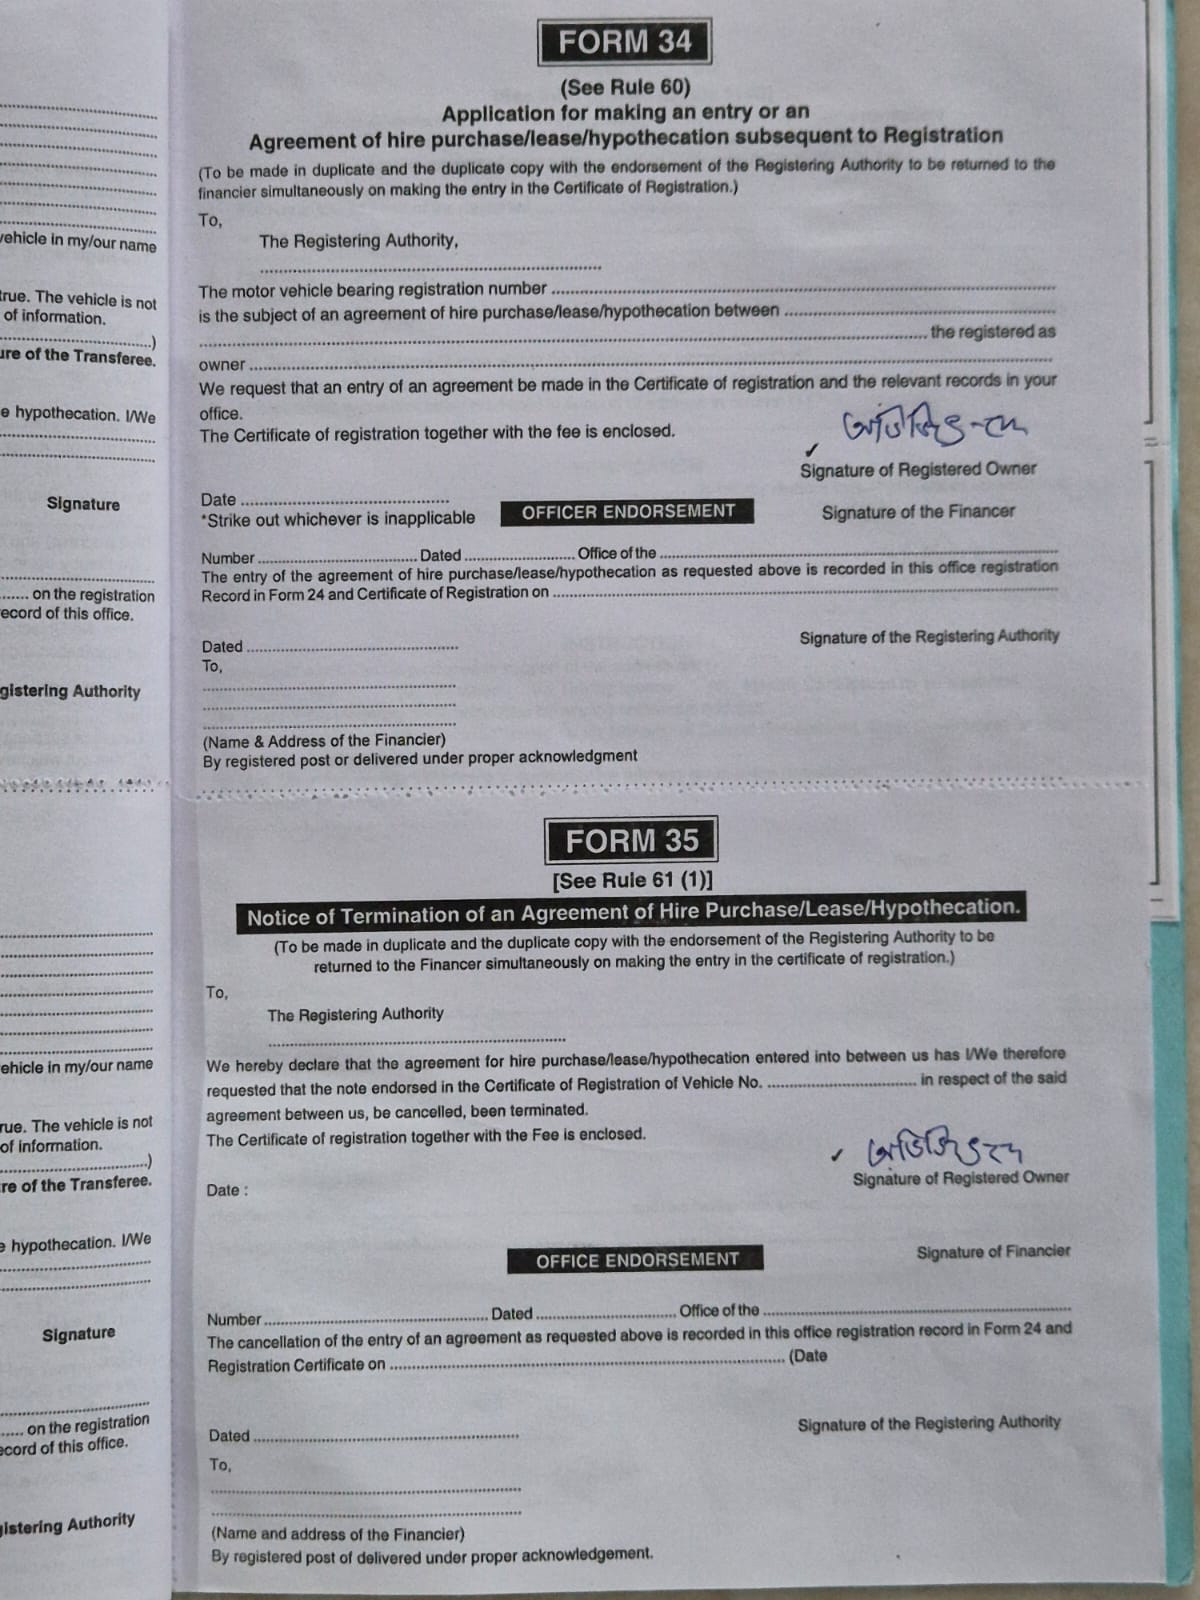 vehicle in my/our name
true. The vehicle is not
of information.
)
ure of the Transferee.
e hypothecation. I/We
Signature
...... on the registration
ecord of this office.
gistering Authority
ehicle in my/our name
rue. The vehicle is not
of information.
)
re of the Transferee.
e hypothecation. I/We
Signature
...... on the registration
ecord of this office.
gistering Authority
FORM 34
(See Rule 60)
Application for making an entry or an
Agreement of hire purchase/lease/hypothecation subsequent to Registration
(To be made in duplicate and the duplicate copy with the endorsement of the Registering Authority to be returned to the
financier simultaneously on making the entry in the Certificate of Registration.)
To,
The Registering Authority,
The motor vehicle bearing registration number
is the subject of an agreement of hire purchase/lease/hypothecation between
the registered as
owner
We request that an entry of an agreement be made in the Certificate of registration and the relevant records in your
office.
The Certificate of registration together with the fee is enclosed.
Signature of Registered Owner
Date
*Strike out whichever is inapplicable OFFICER ENDORSEMENT Signature of the Financer
Number Dated Office of the
The entry of the agreement of hire purchase/lease/hypothecation as requested above is recorded in this office registration
Record in Form 24 and Certificate of Registration on
Signature of the Registering Authority
Dated
To,
(Name & Address of the Financier)
By registered post or delivered under proper acknowledgment
FORM 35
[See Rule 61 (1)]
Notice of Termination of an Agreement of Hire Purchase/Lease/Hypothecation.
(To be made in duplicate and the duplicate copy with the endorsement of the Registering Authority to be
returned to the Financer simultaneously on making the entry in the certificate of registration.)
To,
The Registering Authority
We hereby declare that the agreement for hire purchase/lease/hypothecation entered into between us has I/We therefore
requested that the note endorsed in the Certificate of Registration of Vehicle No. in respect of the said
agreement between us, be cancelled, been terminated.
The Certificate of registration together with the Fee is enclosed.
Signature of Registered Owner
Date :
OFFICE ENDORSEMENT Signature of Financier
Number Dated Office of the
The cancellation of the entry of an agreement as requested above is recorded in this office registration record in Form 24 and
Registration Certificate on (Date
Signature of the Registering Authority
Dated
To,
(Name and address of the Financier)
By registered post of delivered under proper acknowledgement.